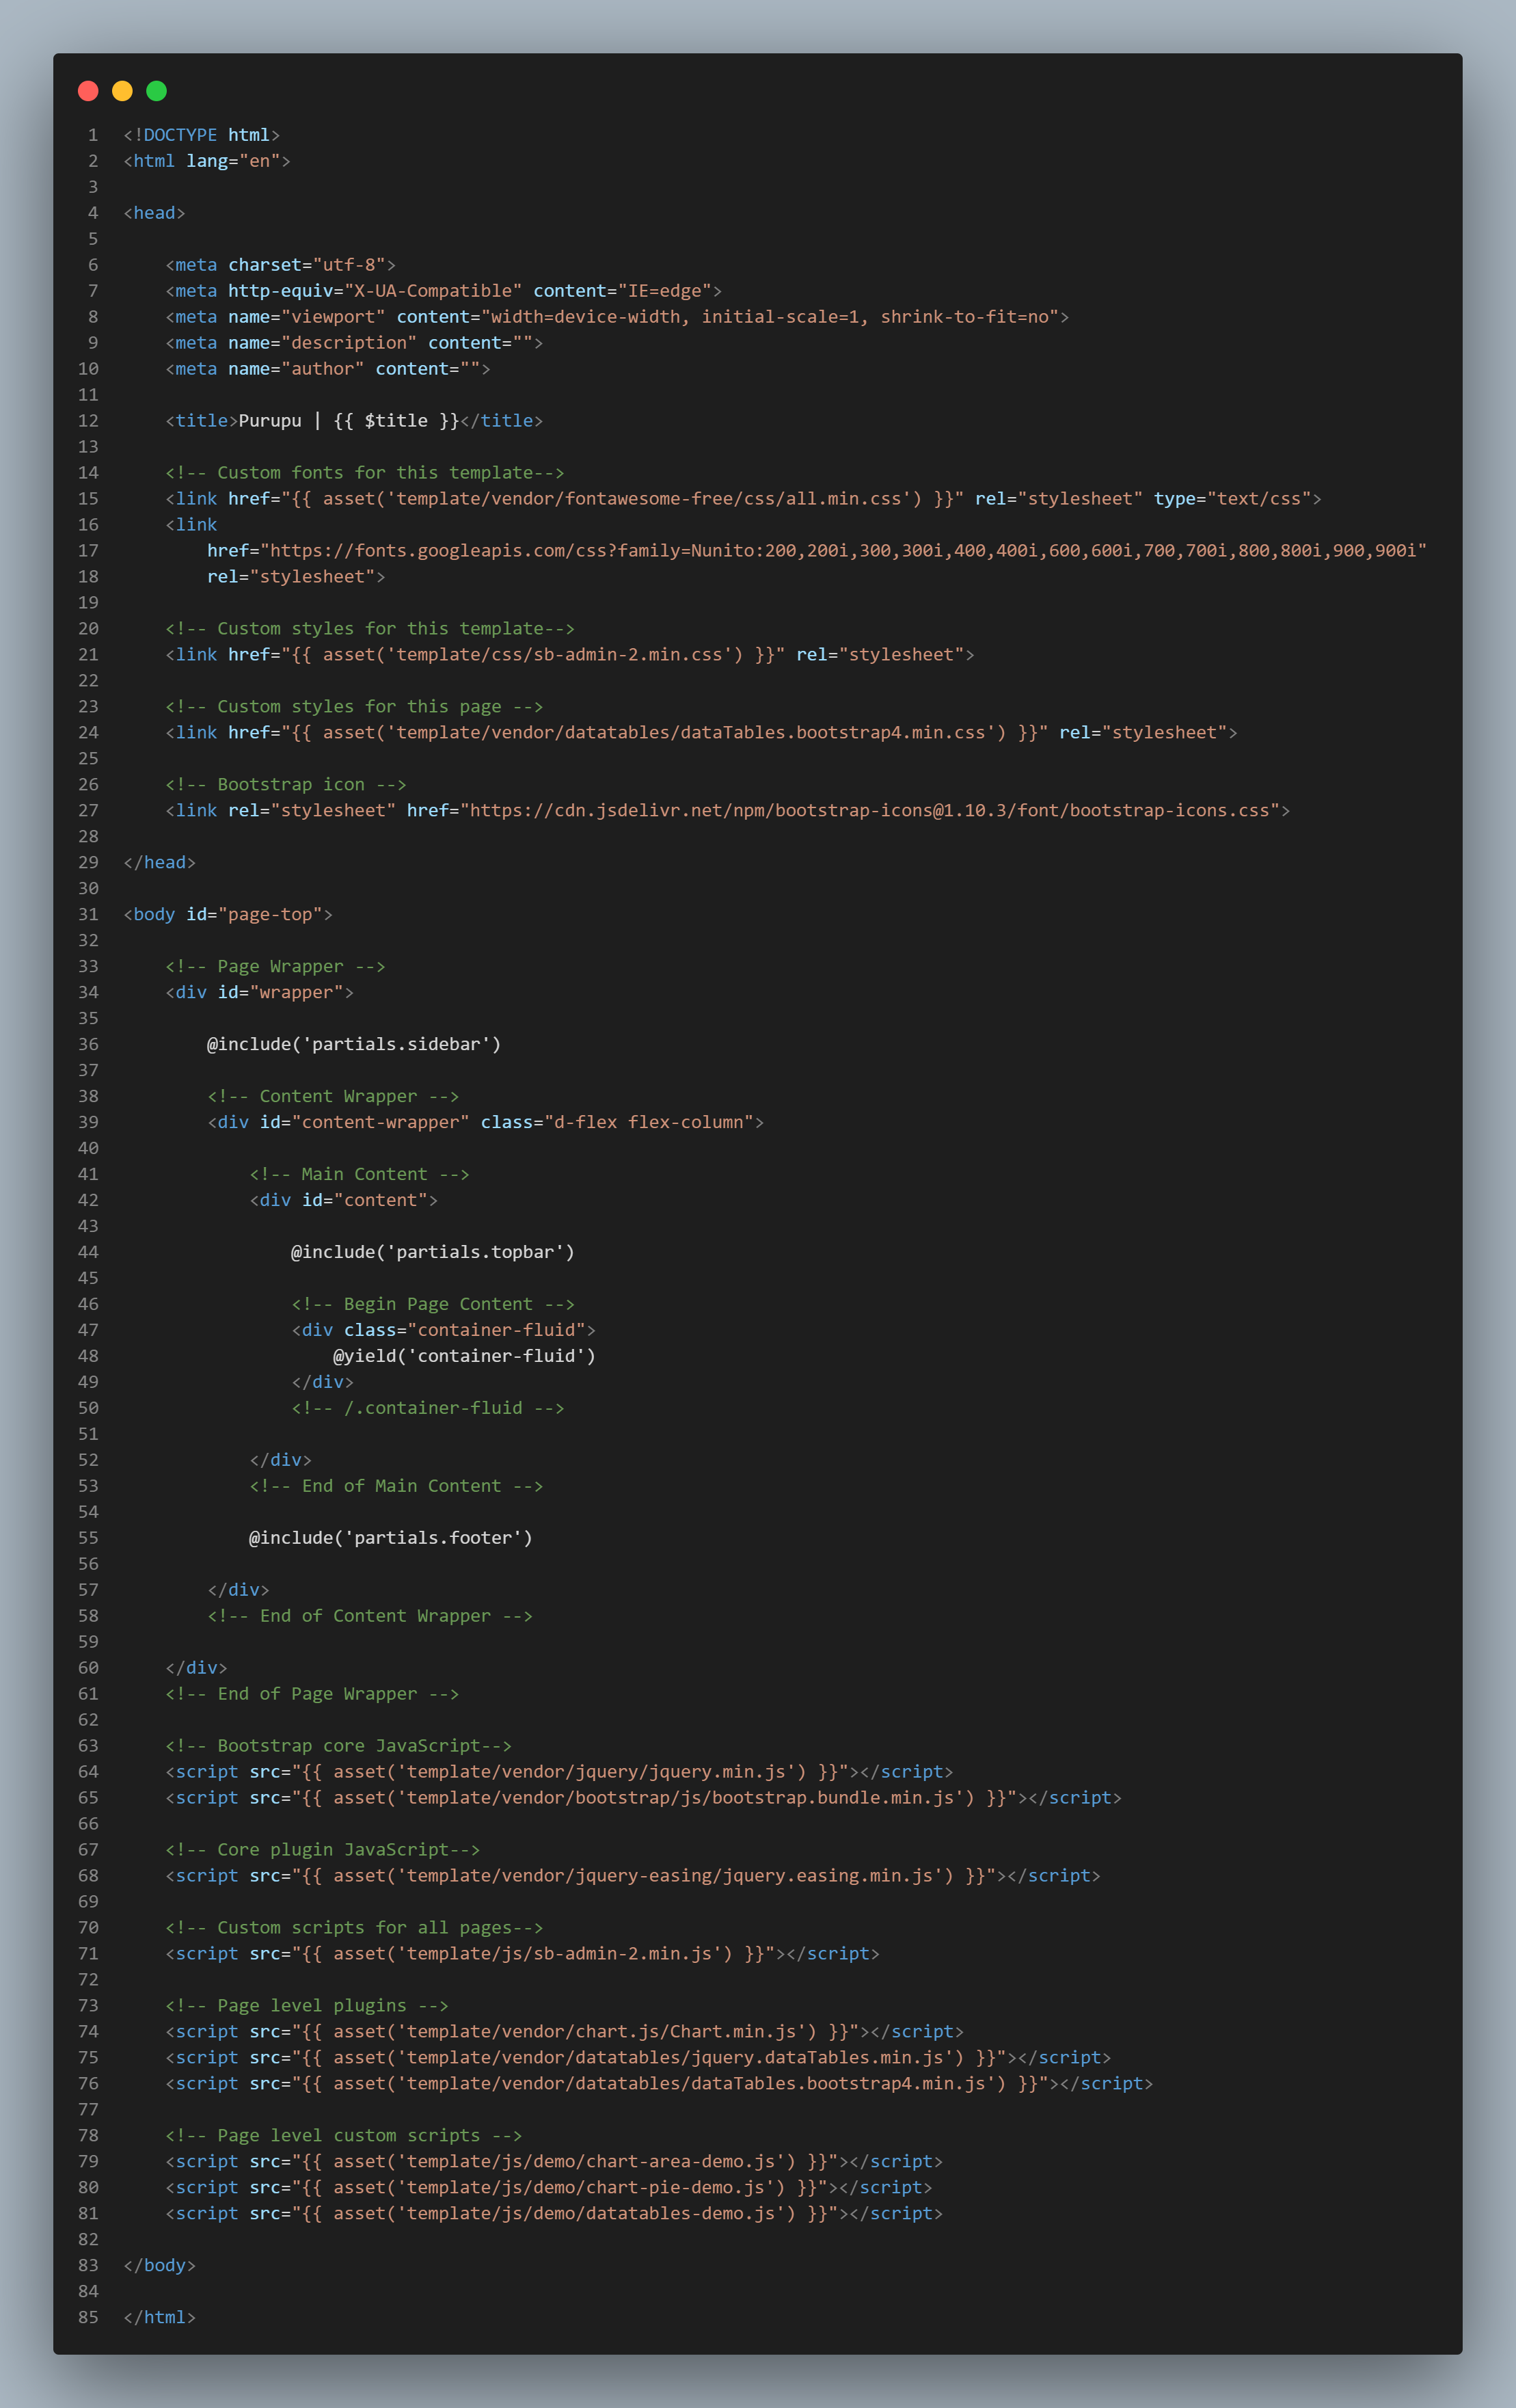 1 <!DOCTYPE html>
2 <html lang="en">
3
4 <head>
5
6     <meta charset="utf-8">
7     <meta http-equiv="X-UA-Compatible" content="IE=edge">
8     <meta name="viewport" content="width=device-width, initial-scale=1, shrink-to-fit=no">
9     <meta name="description" content="">
10     <meta name="author" content="">
11
12     <title>Purupu | {{ $title }}</title>
13
14     <!-- Custom fonts for this template-->
15     <link href="{{ asset('template/vendor/fontawesome-free/css/all.min.css') }}" rel="stylesheet" type="text/css">
16     <link
17         href="https://fonts.googleapis.com/css?family=Nunito:200,200i,300,300i,400,400i,600,600i,700,700i,800,800i,900,900i"
18         rel="stylesheet">
19
20     <!-- Custom styles for this template-->
21     <link href="{{ asset('template/css/sb-admin-2.min.css') }}" rel="stylesheet">
22
23     <!-- Custom styles for this page -->
24     <link href="{{ asset('template/vendor/datatables/dataTables.bootstrap4.min.css') }}" rel="stylesheet">
25
26     <!-- Bootstrap icon -->
27     <link rel="stylesheet" href="https://cdn.jsdelivr.net/npm/bootstrap-icons@1.10.3/font/bootstrap-icons.css">
28
29 </head>
30
31 <body id="page-top">
32
33     <!-- Page Wrapper -->
34     <div id="wrapper">
35
36         @include('partials.sidebar')
37
38         <!-- Content Wrapper -->
39         <div id="content-wrapper" class="d-flex flex-column">
40
41             <!-- Main Content -->
42             <div id="content">
43
44                 @include('partials.topbar')
45
46                 <!-- Begin Page Content -->
47                 <div class="container-fluid">
48                     @yield('container-fluid')
49                 </div>
50                 <!-- /.container-fluid -->
51
52             </div>
53             <!-- End of Main Content -->
54
55             @include('partials.footer')
56
57         </div>
58         <!-- End of Content Wrapper -->
59
60     </div>
61     <!-- End of Page Wrapper -->
62
63     <!-- Bootstrap core JavaScript-->
64     <script src="{{ asset('template/vendor/jquery/jquery.min.js') }}"></script>
65     <script src="{{ asset('template/vendor/bootstrap/js/bootstrap.bundle.min.js') }}"></script>
66
67     <!-- Core plugin JavaScript-->
68     <script src="{{ asset('template/vendor/jquery-easing/jquery.easing.min.js') }}"></script>
69
70     <!-- Custom scripts for all pages-->
71     <script src="{{ asset('template/js/sb-admin-2.min.js') }}"></script>
72
73     <!-- Page level plugins -->
74     <script src="{{ asset('template/vendor/chart.js/Chart.min.js') }}"></script>
75     <script src="{{ asset('template/vendor/datatables/jquery.dataTables.min.js') }}"></script>
76     <script src="{{ asset('template/vendor/datatables/dataTables.bootstrap4.min.js') }}"></script>
77
78     <!-- Page level custom scripts -->
79     <script src="{{ asset('template/js/demo/chart-area-demo.js') }}"></script>
80     <script src="{{ asset('template/js/demo/chart-pie-demo.js') }}"></script>
81     <script src="{{ asset('template/js/demo/datatables-demo.js') }}"></script>
82
83 </body>
84
85 </html>